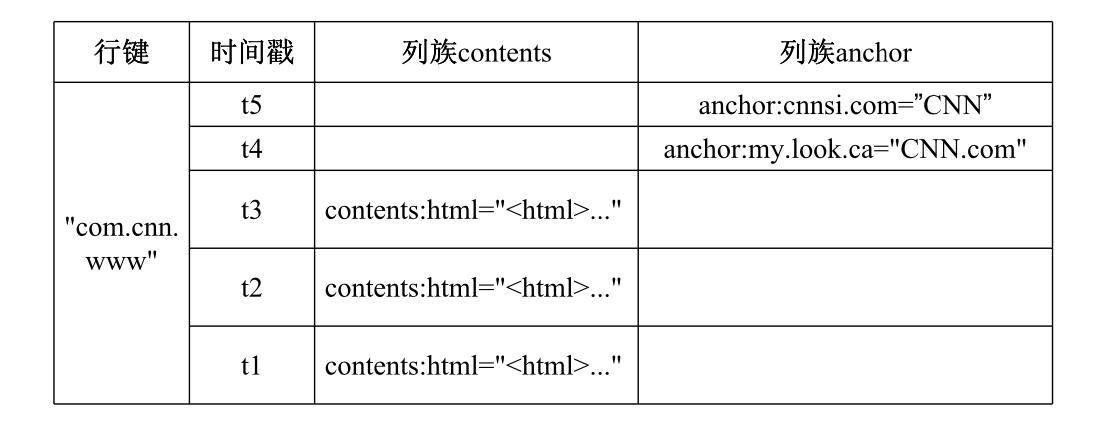 行键 时间戳 列族contents 列族anchor
t5 anchor:cnnsi.com=”CNN”
t4 anchor:my.look.ca="CNN.com"
"com.cnn.
www"
t3 contents:html="<html>..."
t2 contents:html="<html>..."
t1 contents:html="<html>..."